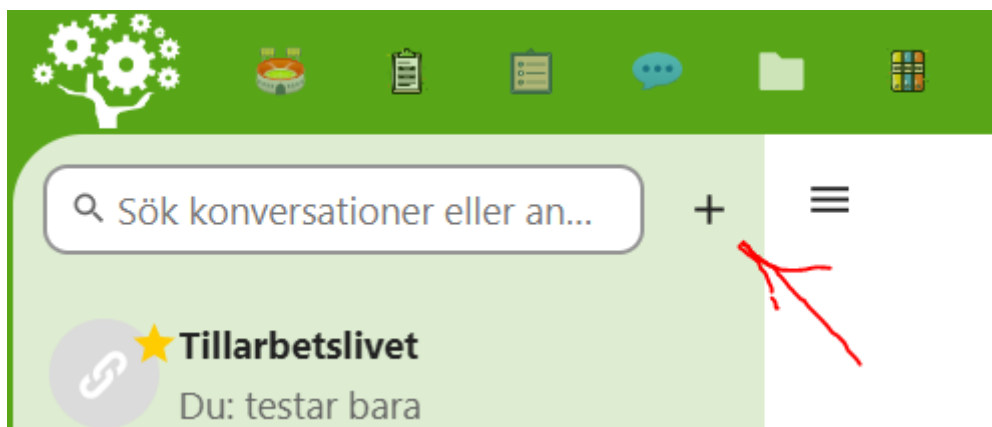 Sök konversationer eller an...
Tillarbetslivet
Du: testar bara